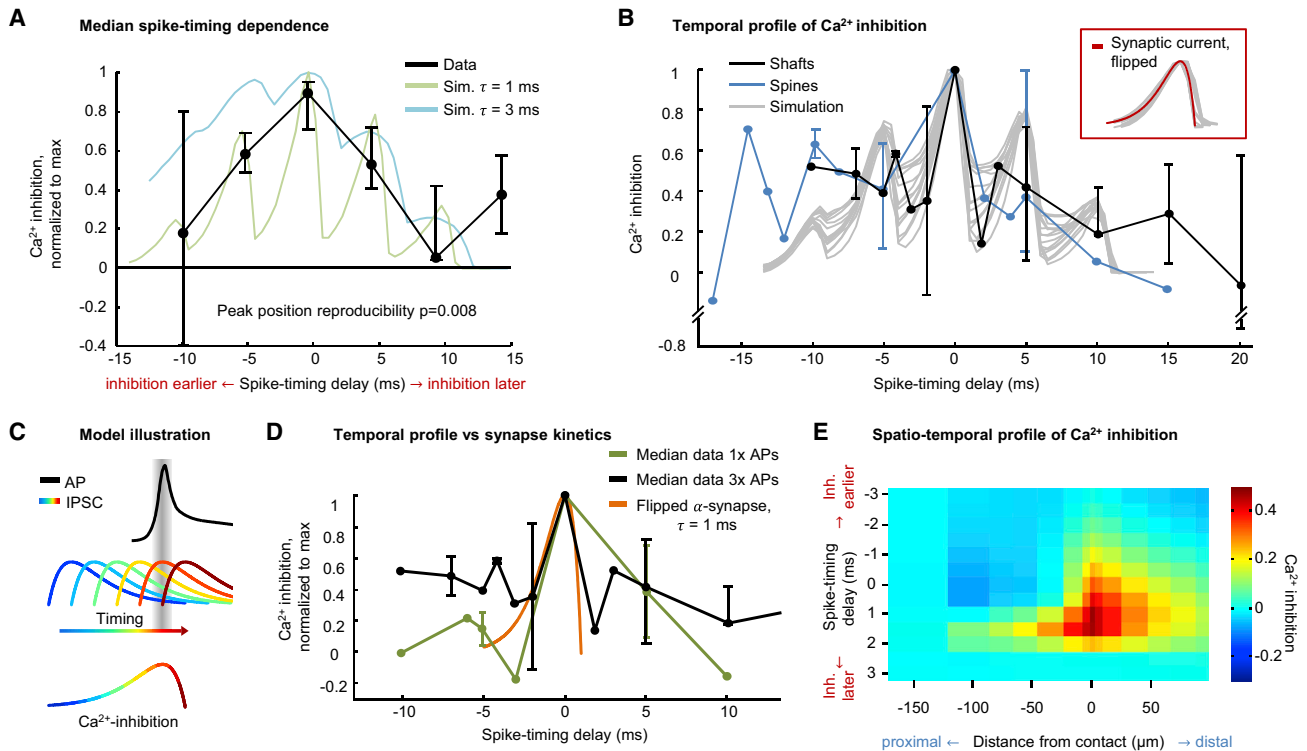 A Median spike-timing dependence
Data
Sim. τ = 1 ms
Sim. τ = 3 ms
Ca²⁺ inhibition,
normalized to max
1
0.8
0.6
0.4
0.2
0
-0.2
-0.4
Peak position reproducibility p=0.008
-15 -10 -5 0 5 10 15
inhibition earlier ← Spike-timing delay (ms) → inhibition later
B Temporal profile of Ca²⁺ inhibition
Shafts
Spines
Simulation
Synaptic current,
flipped
Ca²⁺ inhibition
1
0.8
0.6
0.4
0.2
0
-0.8
-15 -10 -5 0 5 10 15 20
Spike-timing delay (ms)
C Model illustration
AP
IPSC
Timing
Ca²⁺-inhibition
D Temporal profile vs synapse kinetics
Median data 1x APs
Median data 3x APs
Flipped α-synapse,
τ = 1 ms
Ca²⁺ inhibition,
normalized to max
1
0.8
0.6
0.4
0.2
0
-0.2
-10 -5 0 5 10
Spike-timing delay (ms)
E Spatio-temporal profile of Ca²⁺ inhibition
Inh. → earlier
Spike-timing
delay (ms)
Inh. ← later
-3
-2
-1
0
1
2
3
-150 -100 -50 0 50
proximal ← Distance from contact (µm) → distal
0.4
0.2
0
-0.2
Ca²⁺ inhibition